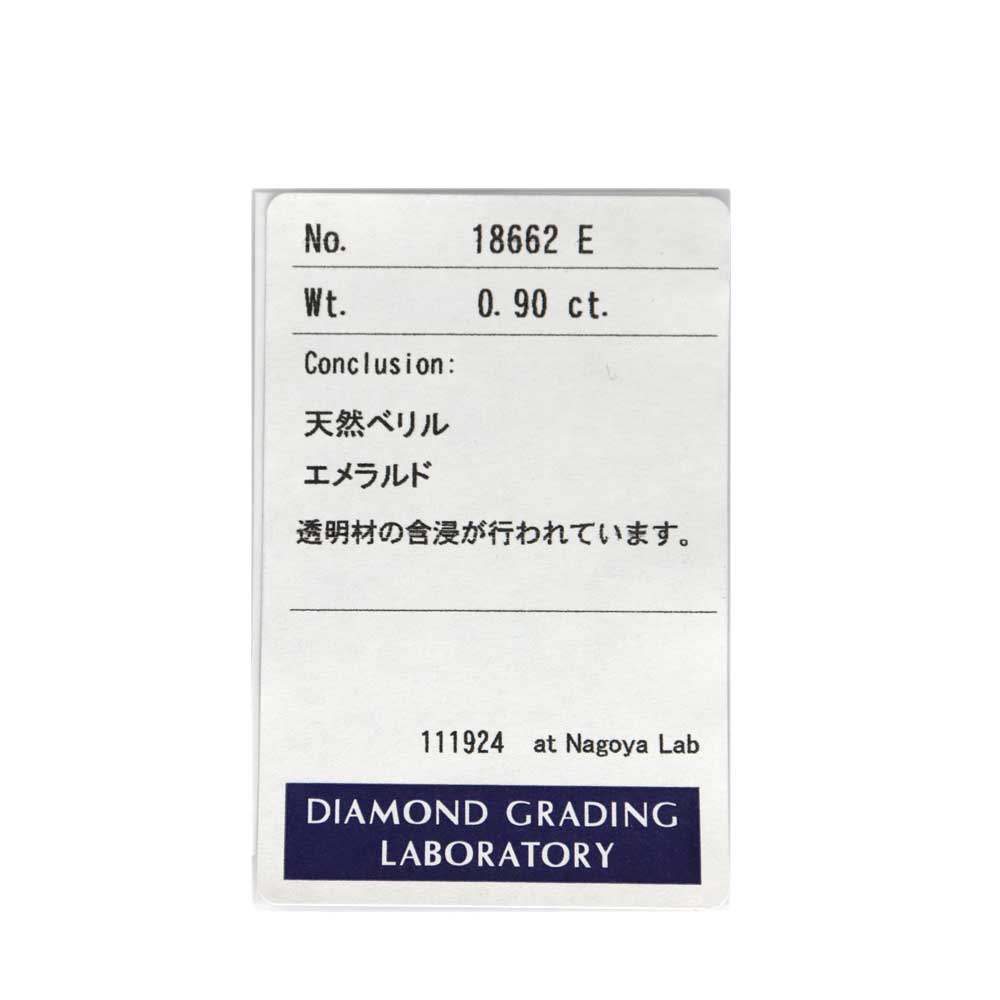 No. 18662 E
Wt. 0.90 ct.
Conclusion:
天然ベリル
エメラルド
透明材の含浸が行われています。
111924 at Nagoya Lab
DIAMOND GRADING
LABORATORY